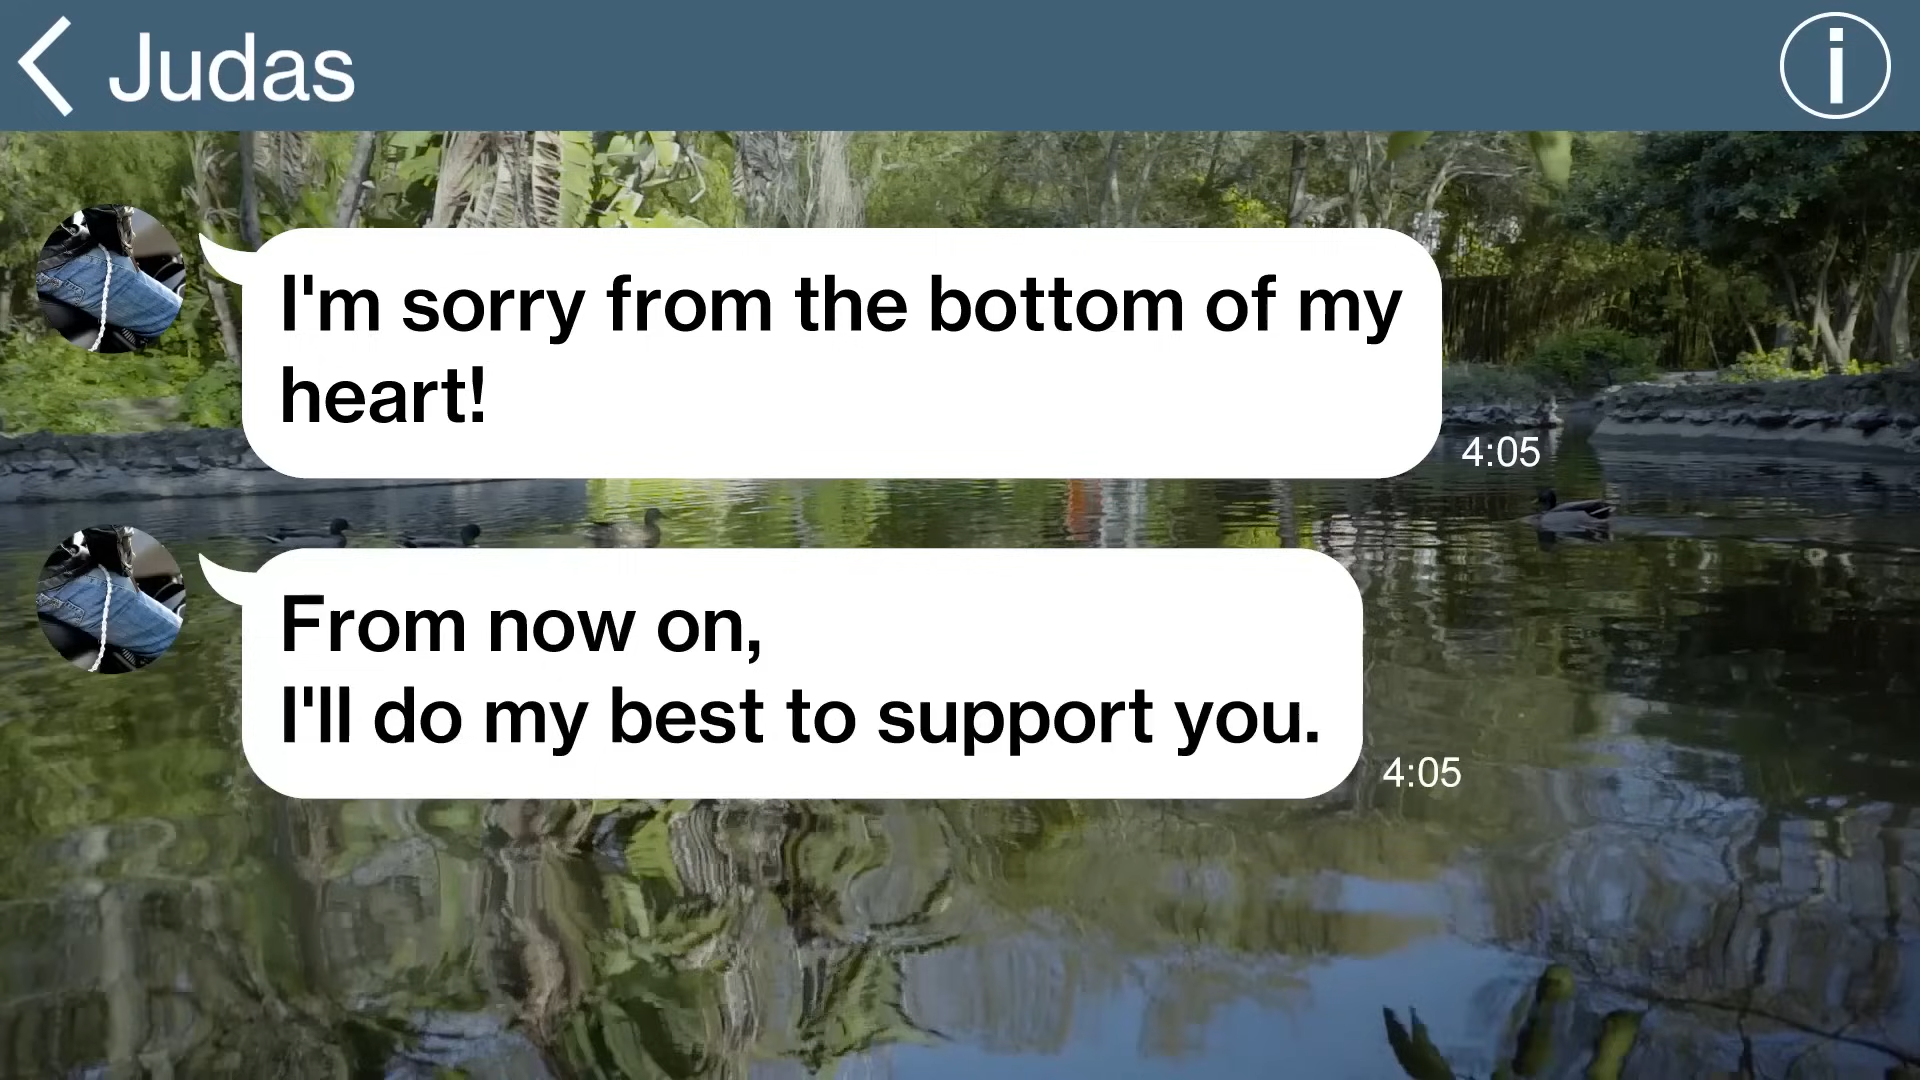 Judas
I'm sorry from the bottom of my
heart!
4:05
From now on,
I'll do my best to support you.
4:05